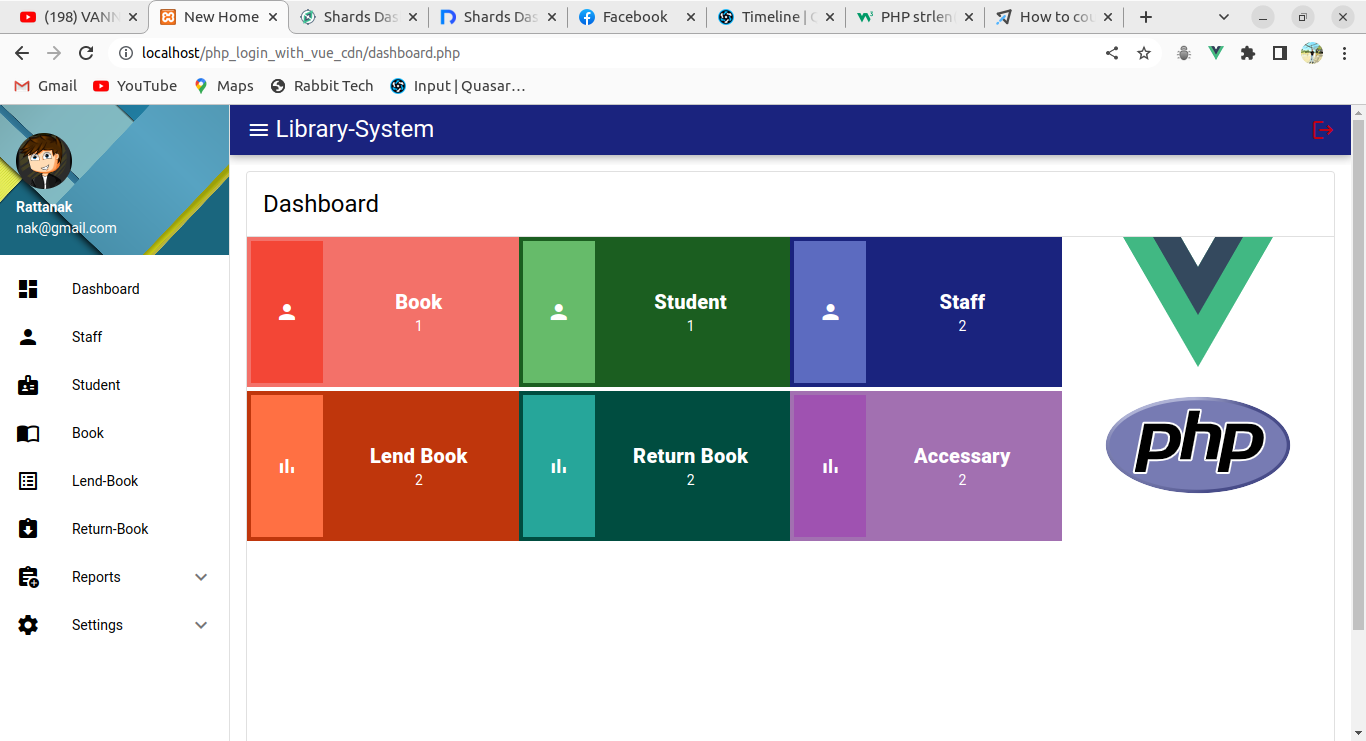 (198) VANN
New Home
Shards Das
Shards Das
Facebook
Timeline | Q
PHP strlen(
How to cou
localhost/php_login_with_vue_cdn/dashboard.php
Gmail
YouTube
Maps
Rabbit Tech
Input | Quasar…
Library-System
Rattanak
nak@gmail.com
Dashboard
Staff
Student
Book
Lend-Book
Return-Book
Reports
Settings
Dashboard
Book
1
Student
1
Staff
2
Lend Book
2
Return Book
2
Accessary
2
php